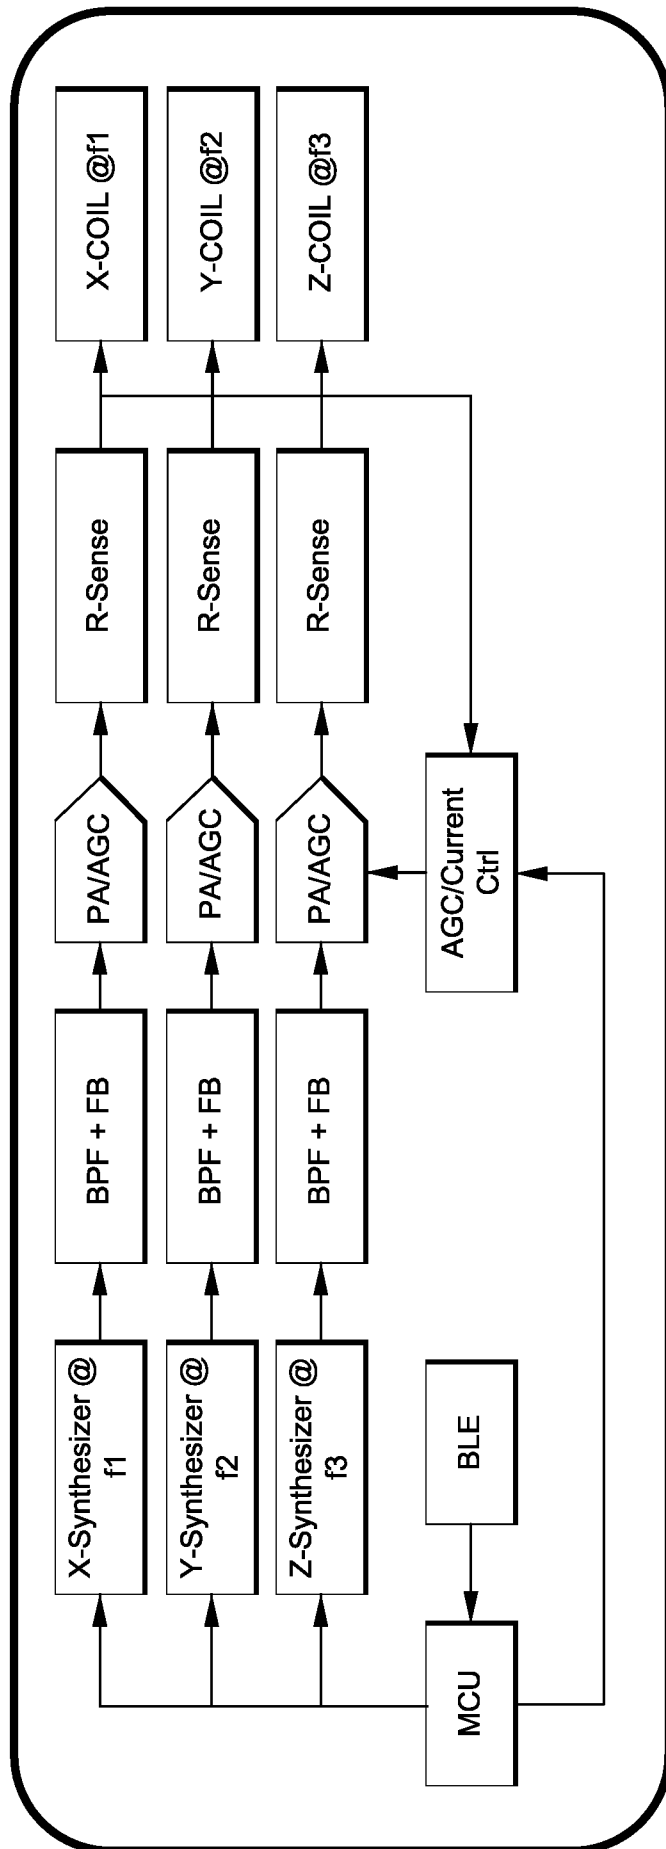 X-Synthesizer @
f1
BPF + FB
PA/AGC
R-Sense
X-COIL @f1
Y-Synthesizer @
f2
BPF + FB
PA/AGC
R-Sense
Y-COIL @f2
Z-Synthesizer @
f3
BPF + FB
PA/AGC
R-Sense
Z-COIL @f3
MCU
BLE
AGC/Current
Ctrl